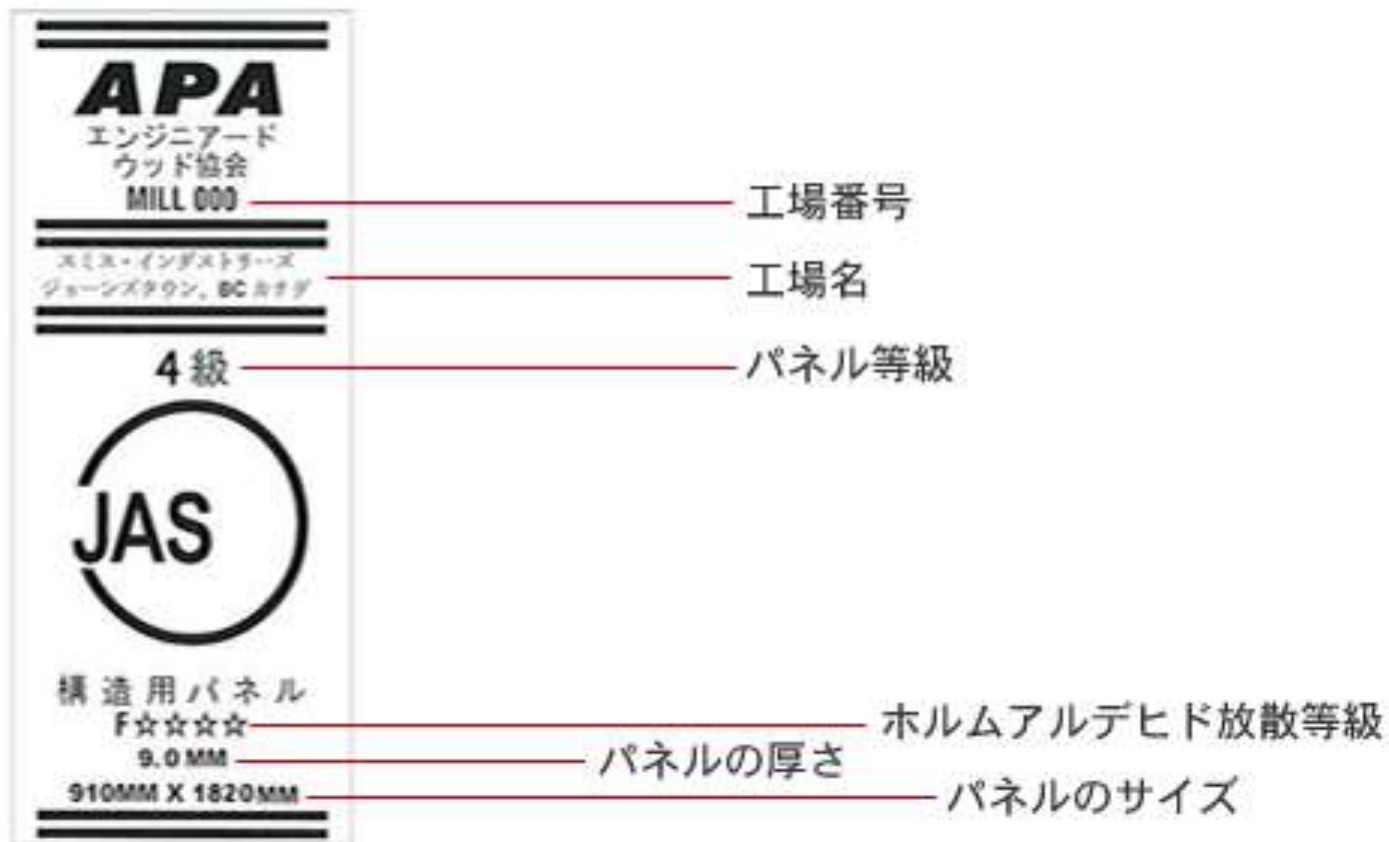 APA
エンジニアード
ウッド協会
MILL 000
工場番号
スミス・インダストリーズ
ジョーンズタウン、BC カナダ
工場名
4級
パネル等級
JAS
構造用パネル
F☆☆☆☆
ホルムアルデヒド放散等級
9.0MM
パネルの厚さ
910MM X 1820MM
パネルのサイズ